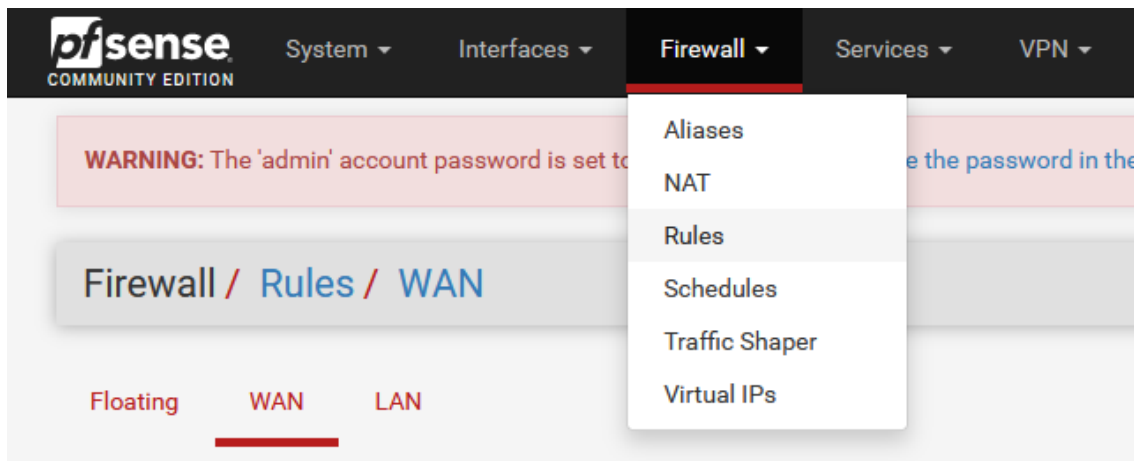 pfsense System Interfaces Firewall Services VPN
COMMUNITY EDITION
Aliases
WARNING: The 'admin' account password is set to e the password in the
NAT
Rules
Firewall / Rules / WAN
Schedules
Traffic Shaper
Virtual IPs
Floating WAN LAN